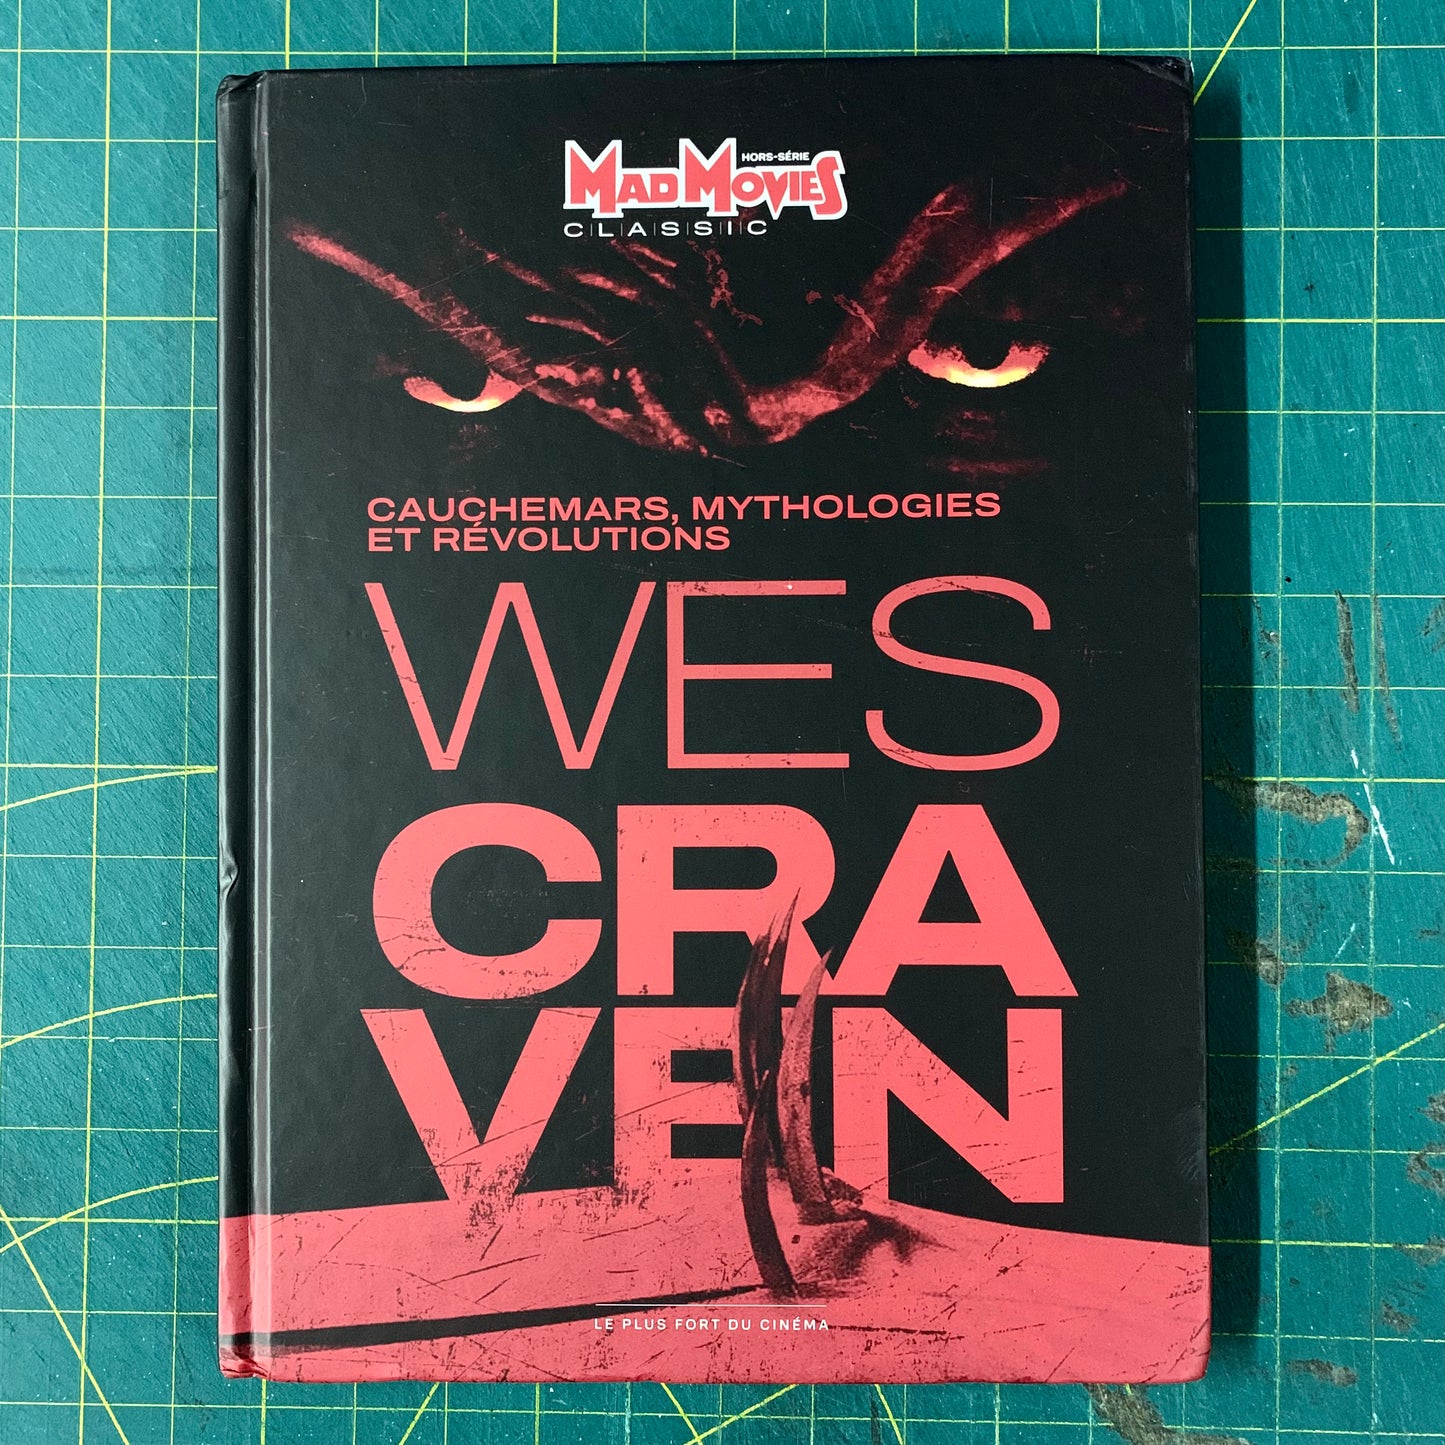 HORS-SÉRIE
MAD MOVIES
CLASSIC
CAUCHEMARS, MYTHOLOGIES
ET RÉVOLUTIONS
WES
CRA
VEN
LE PLUS FORT DU CINÉMA